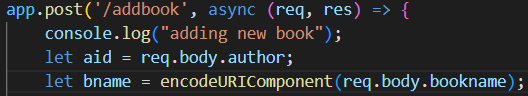 app.post('/addbook', async (req, res) => {
    console.log("adding new book");
    let aid = req.body.author;
    let bname = encodeURIComponent(req.body.bookname);